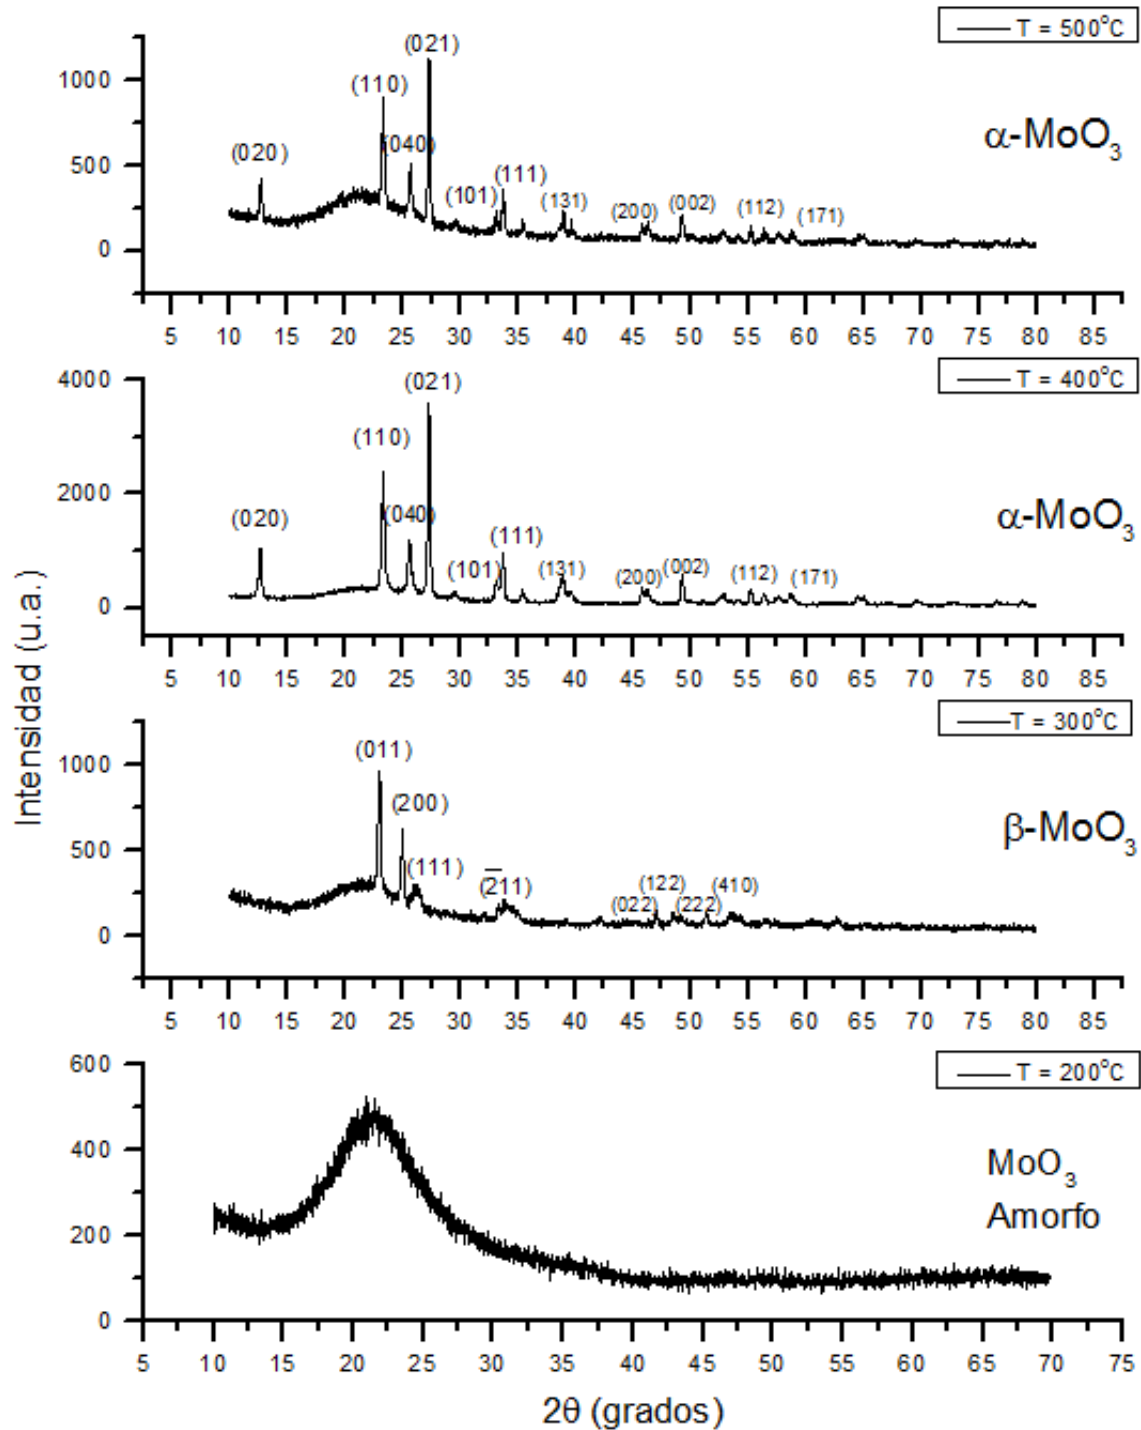 T = 500°C
α-MoO₃
(020)
(110)
(040)
(021)
(101)
(111)
(131)
(200)
(002)
(112)
(171)
1000
500
0
5 10 15 20 25 30 35 40 45 50 55 60 65 70 75 80 85
T = 400°C
α-MoO₃
(020)
(110)
(040)
(021)
(101)
(111)
(131)
(200)
(002)
(112)
(171)
4000
2000
0
5 10 15 20 25 30 35 40 45 50 55 60 65 70 75 80 85
Intensidad (u.a.)
T = 300°C
β-MoO₃
(011)
(200)
(111)
(2̅11)
(022)
(122)
(222)
(410)
1000
500
0
5 10 15 20 25 30 35 40 45 50 55 60 65 70 75 80 85
T = 200°C
MoO₃
Amorfo
600
400
200
0
5 10 15 20 25 30 35 40 45 50 55 60 65 70 75
2θ (grados)